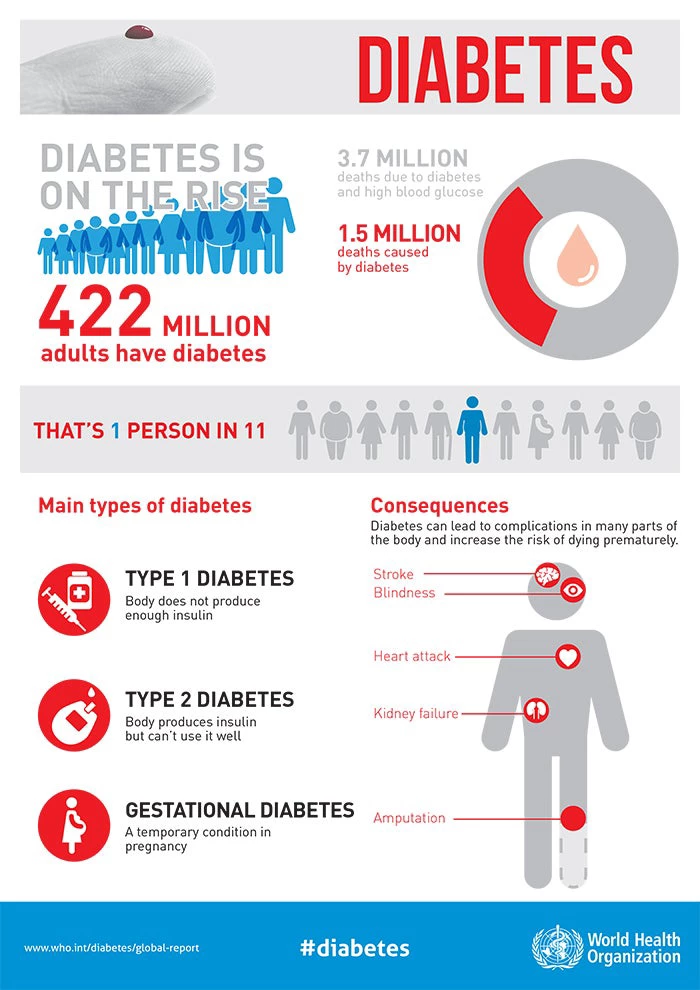 DIABETES
DIABETES IS
ON THE RISE
422 MILLION
adults have diabetes
3.7 MILLION
deaths due to diabetes
and high blood glucose
1.5 MILLION
deaths caused
by diabetes
THAT'S 1 PERSON IN 11
Main types of diabetes
TYPE 1 DIABETES
Body does not produce
enough insulin
TYPE 2 DIABETES
Body produces insulin
but can't use it well
GESTATIONAL DIABETES
A temporary condition in
pregnancy
Consequences
Diabetes can lead to complications in many parts of
the body and increase the risk of dying prematurely.
Stroke
Blindness
Heart attack
Kidney failure
Amputation
www.who.int/diabetes/global-report
#diabetes
World Health
Organization